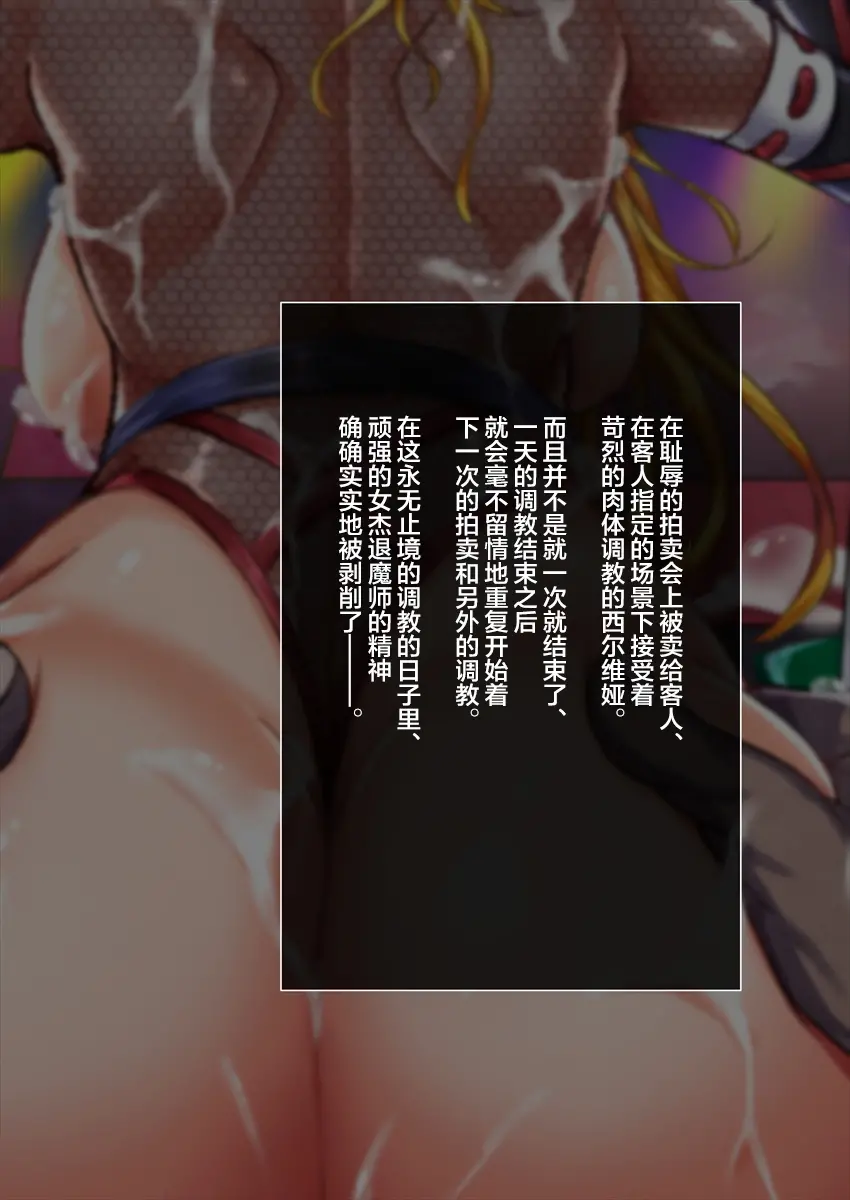 在耻辱的拍卖会上被卖给客人、
在客人指定的场景下接受着
苛烈的肉体调教的西尔维娅。
而且并不是就一次就结束了、
一天的调教结束之后
就会毫不留情地重复开始着
下一次的拍卖和另外的调教。
在这永无止境的调教的日子里、
顽强的女杰退魔师的精神
确确实实地被剥削了——。